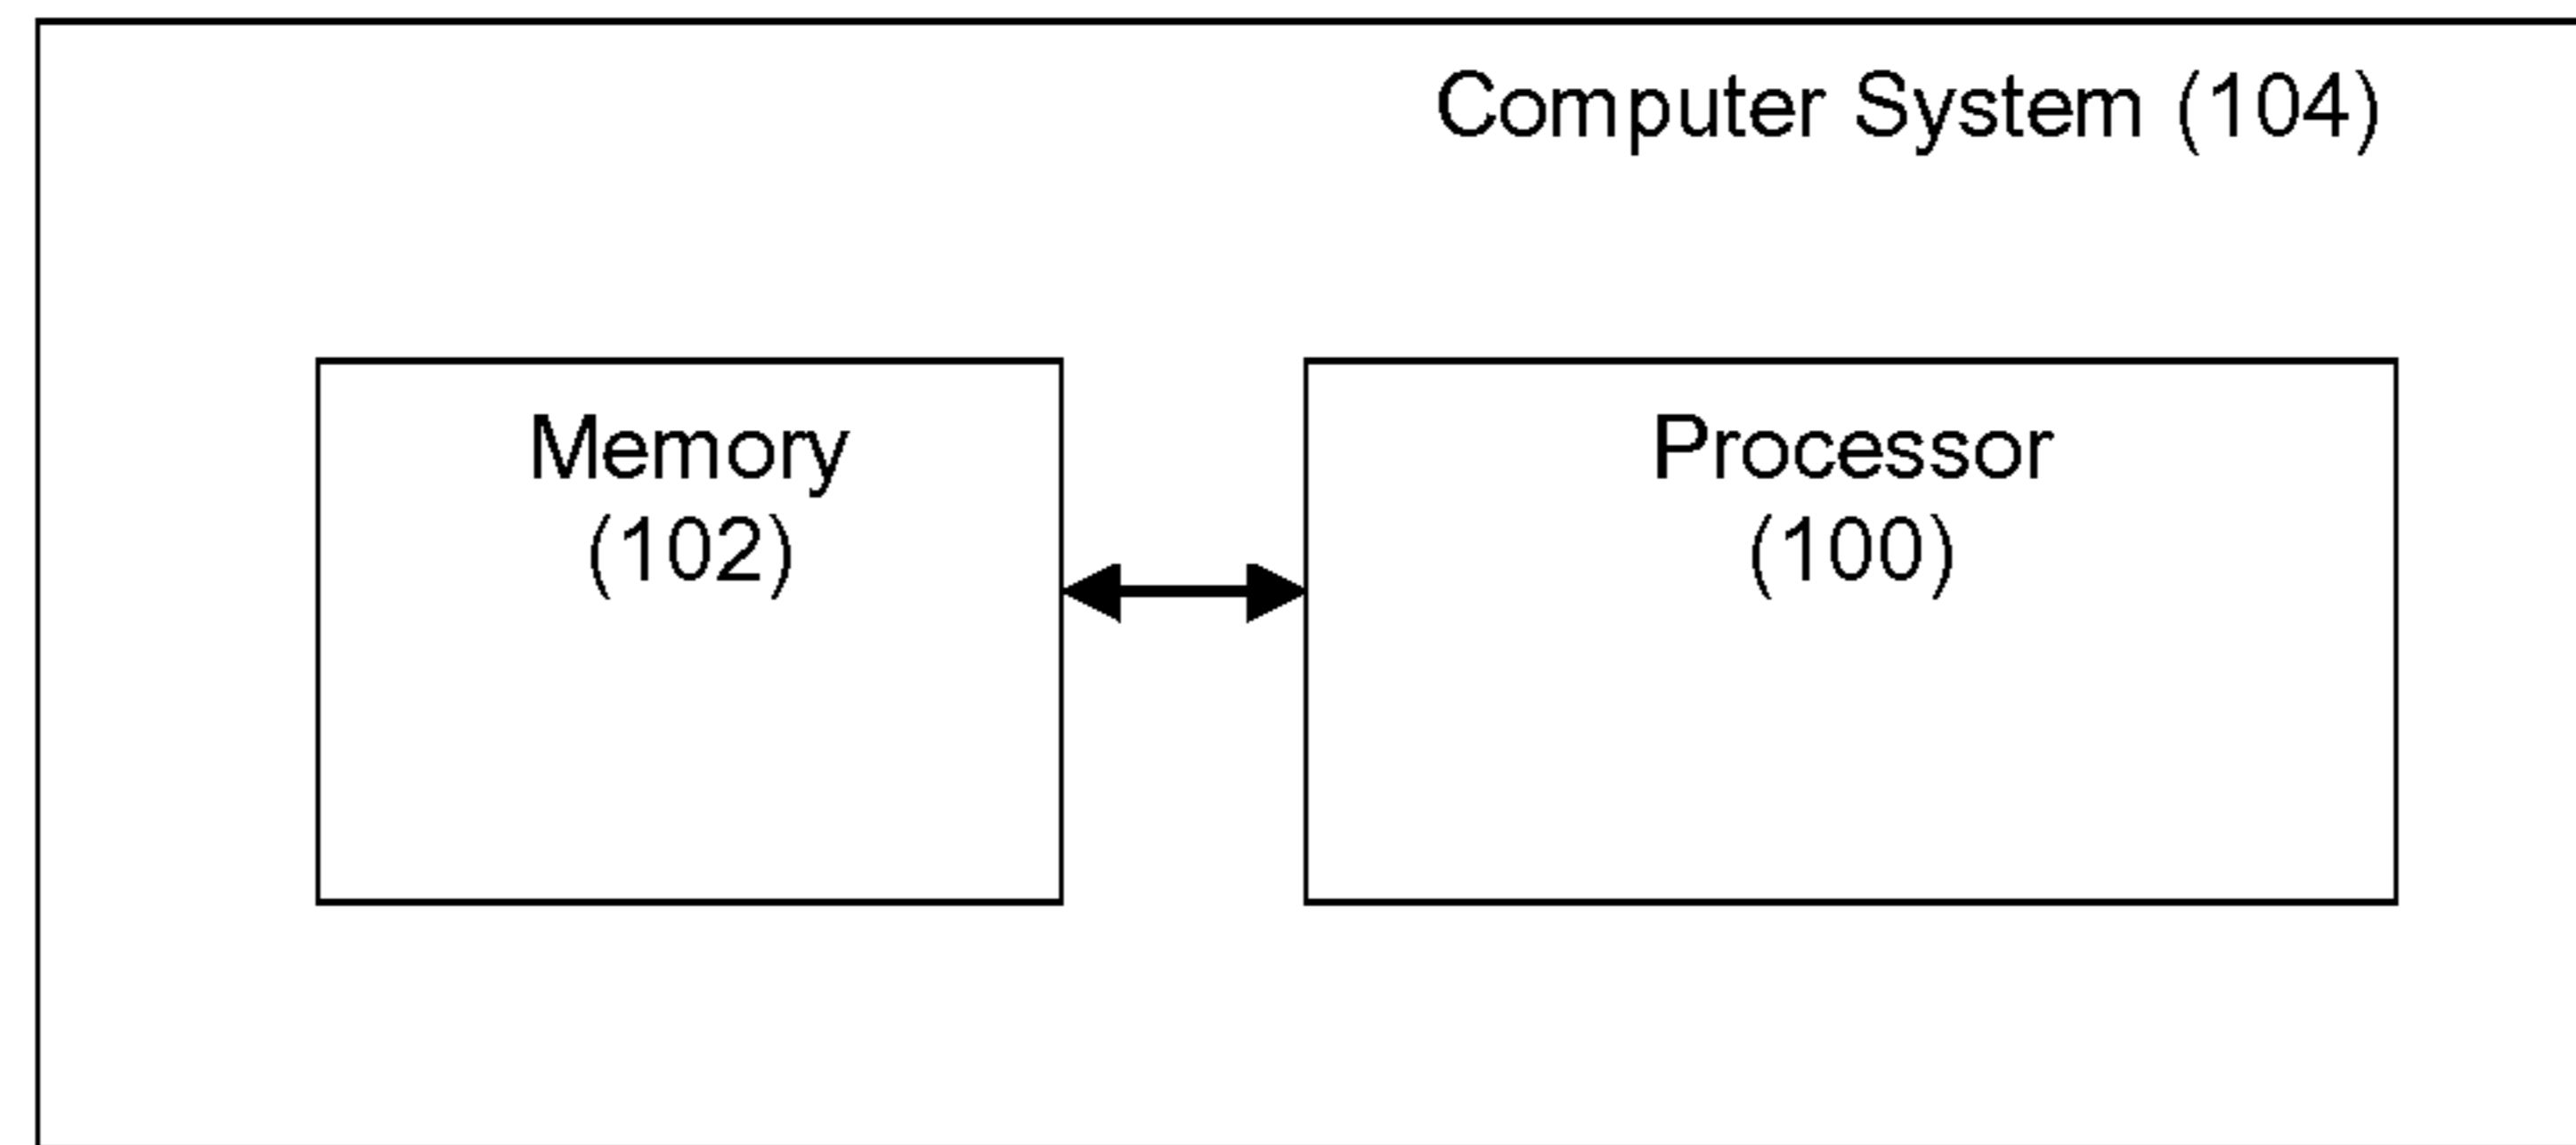 Computer System (104)
Memory
(102)
Processor
(100)